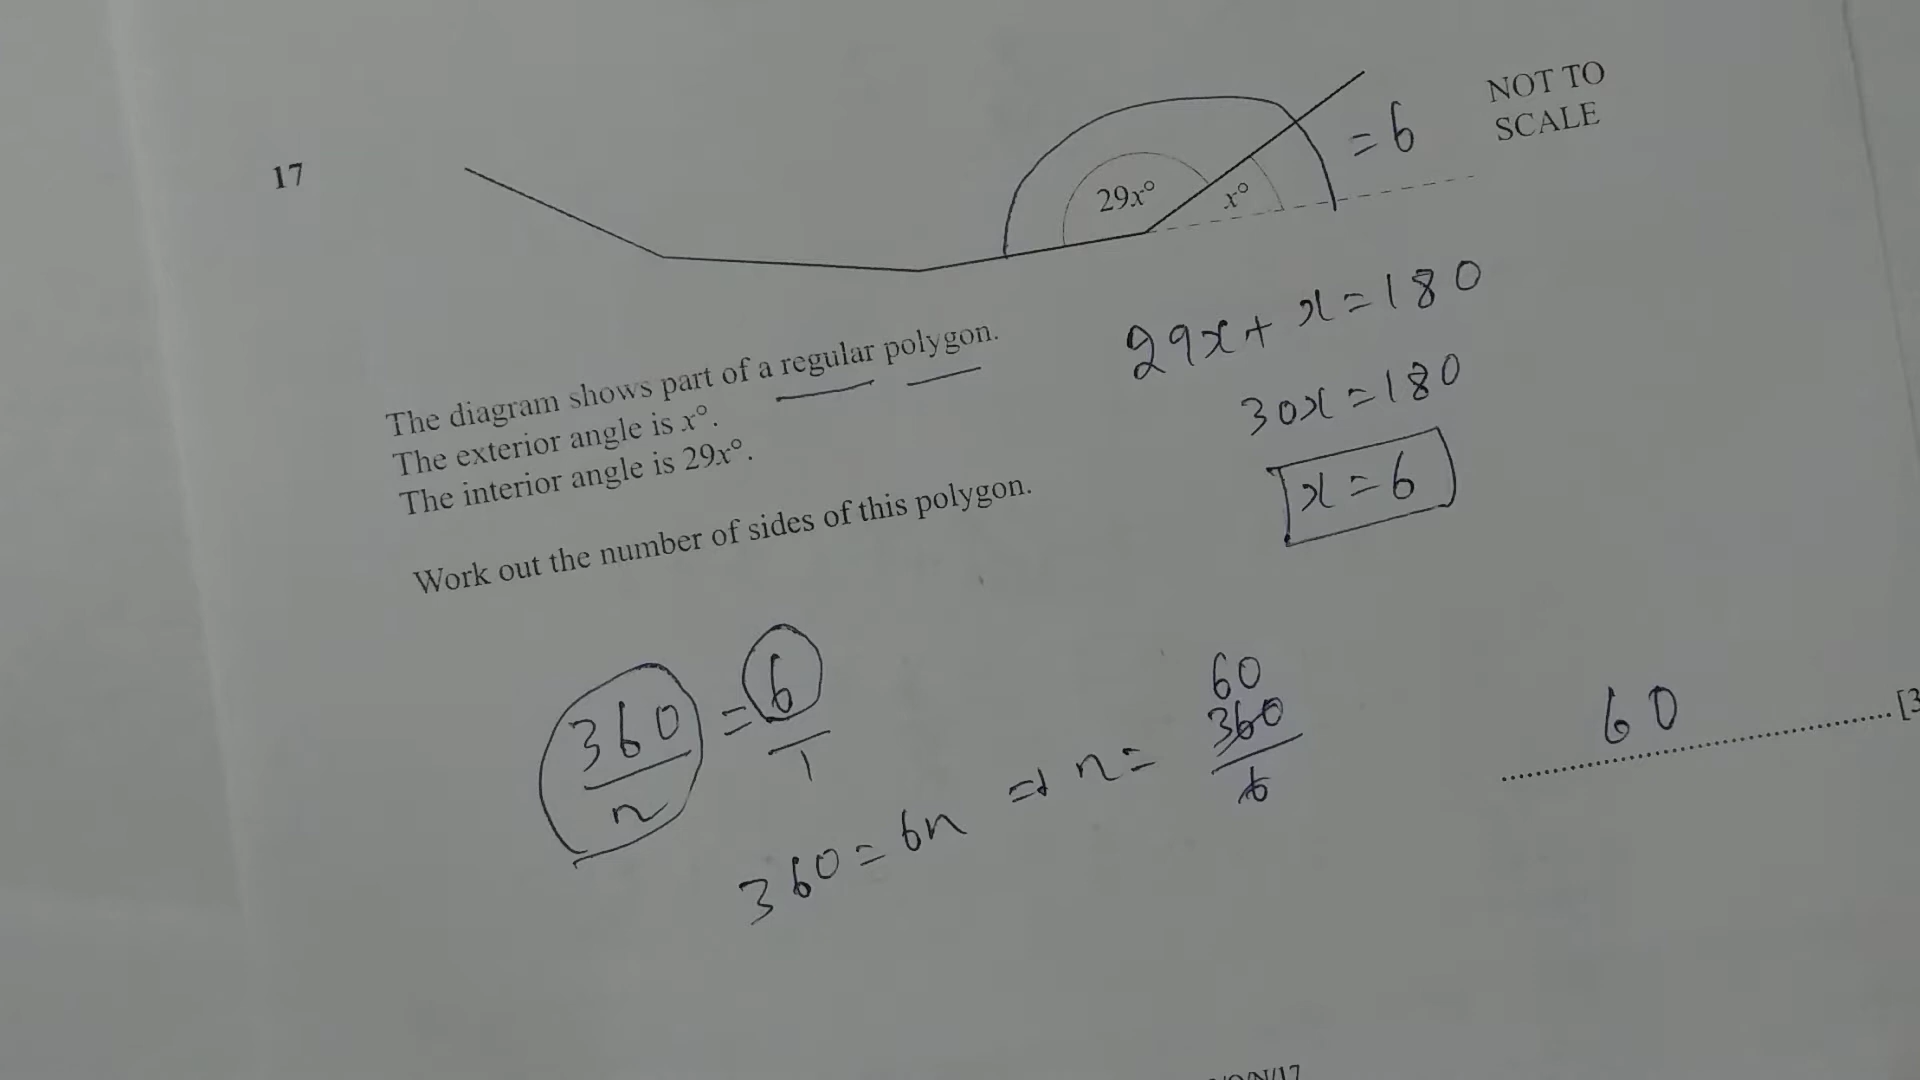 17
NOT TO
SCALE
29x°
x°
= 6
The diagram shows part of a regular polygon.
The exterior angle is x°.
The interior angle is 29x°.
Work out the number of sides of this polygon.
29x + x = 180
30x = 180
x = 6
360/n = 6/1
360 = 6n ⇒ n = 360/6
60
60
[3
/O/N/17